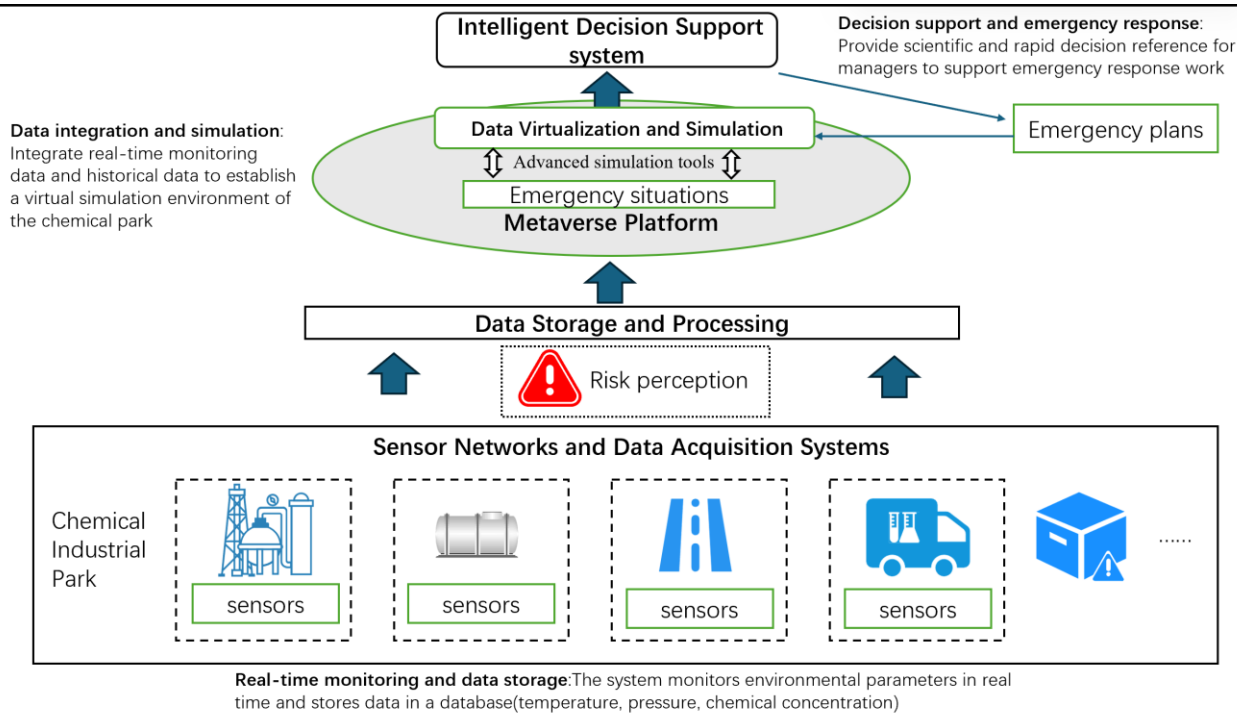 Intelligent Decision Support
system
Decision support and emergency response:
Provide scientific and rapid decision reference for
managers to support emergency response work
Data integration and simulation:
Integrate real-time monitoring
data and historical data to establish
a virtual simulation environment of
the chemical park
Data Virtualization and Simulation
Emergency plans
Advanced simulation tools
Emergency situations
Metaverse Platform
Data Storage and Processing
Risk perception
Sensor Networks and Data Acquisition Systems
Chemical
Industrial
Park
sensors
sensors
sensors
sensors
......
Real-time monitoring and data storage:The system monitors environmental parameters in real
time and stores data in a database(temperature, pressure, chemical concentration)